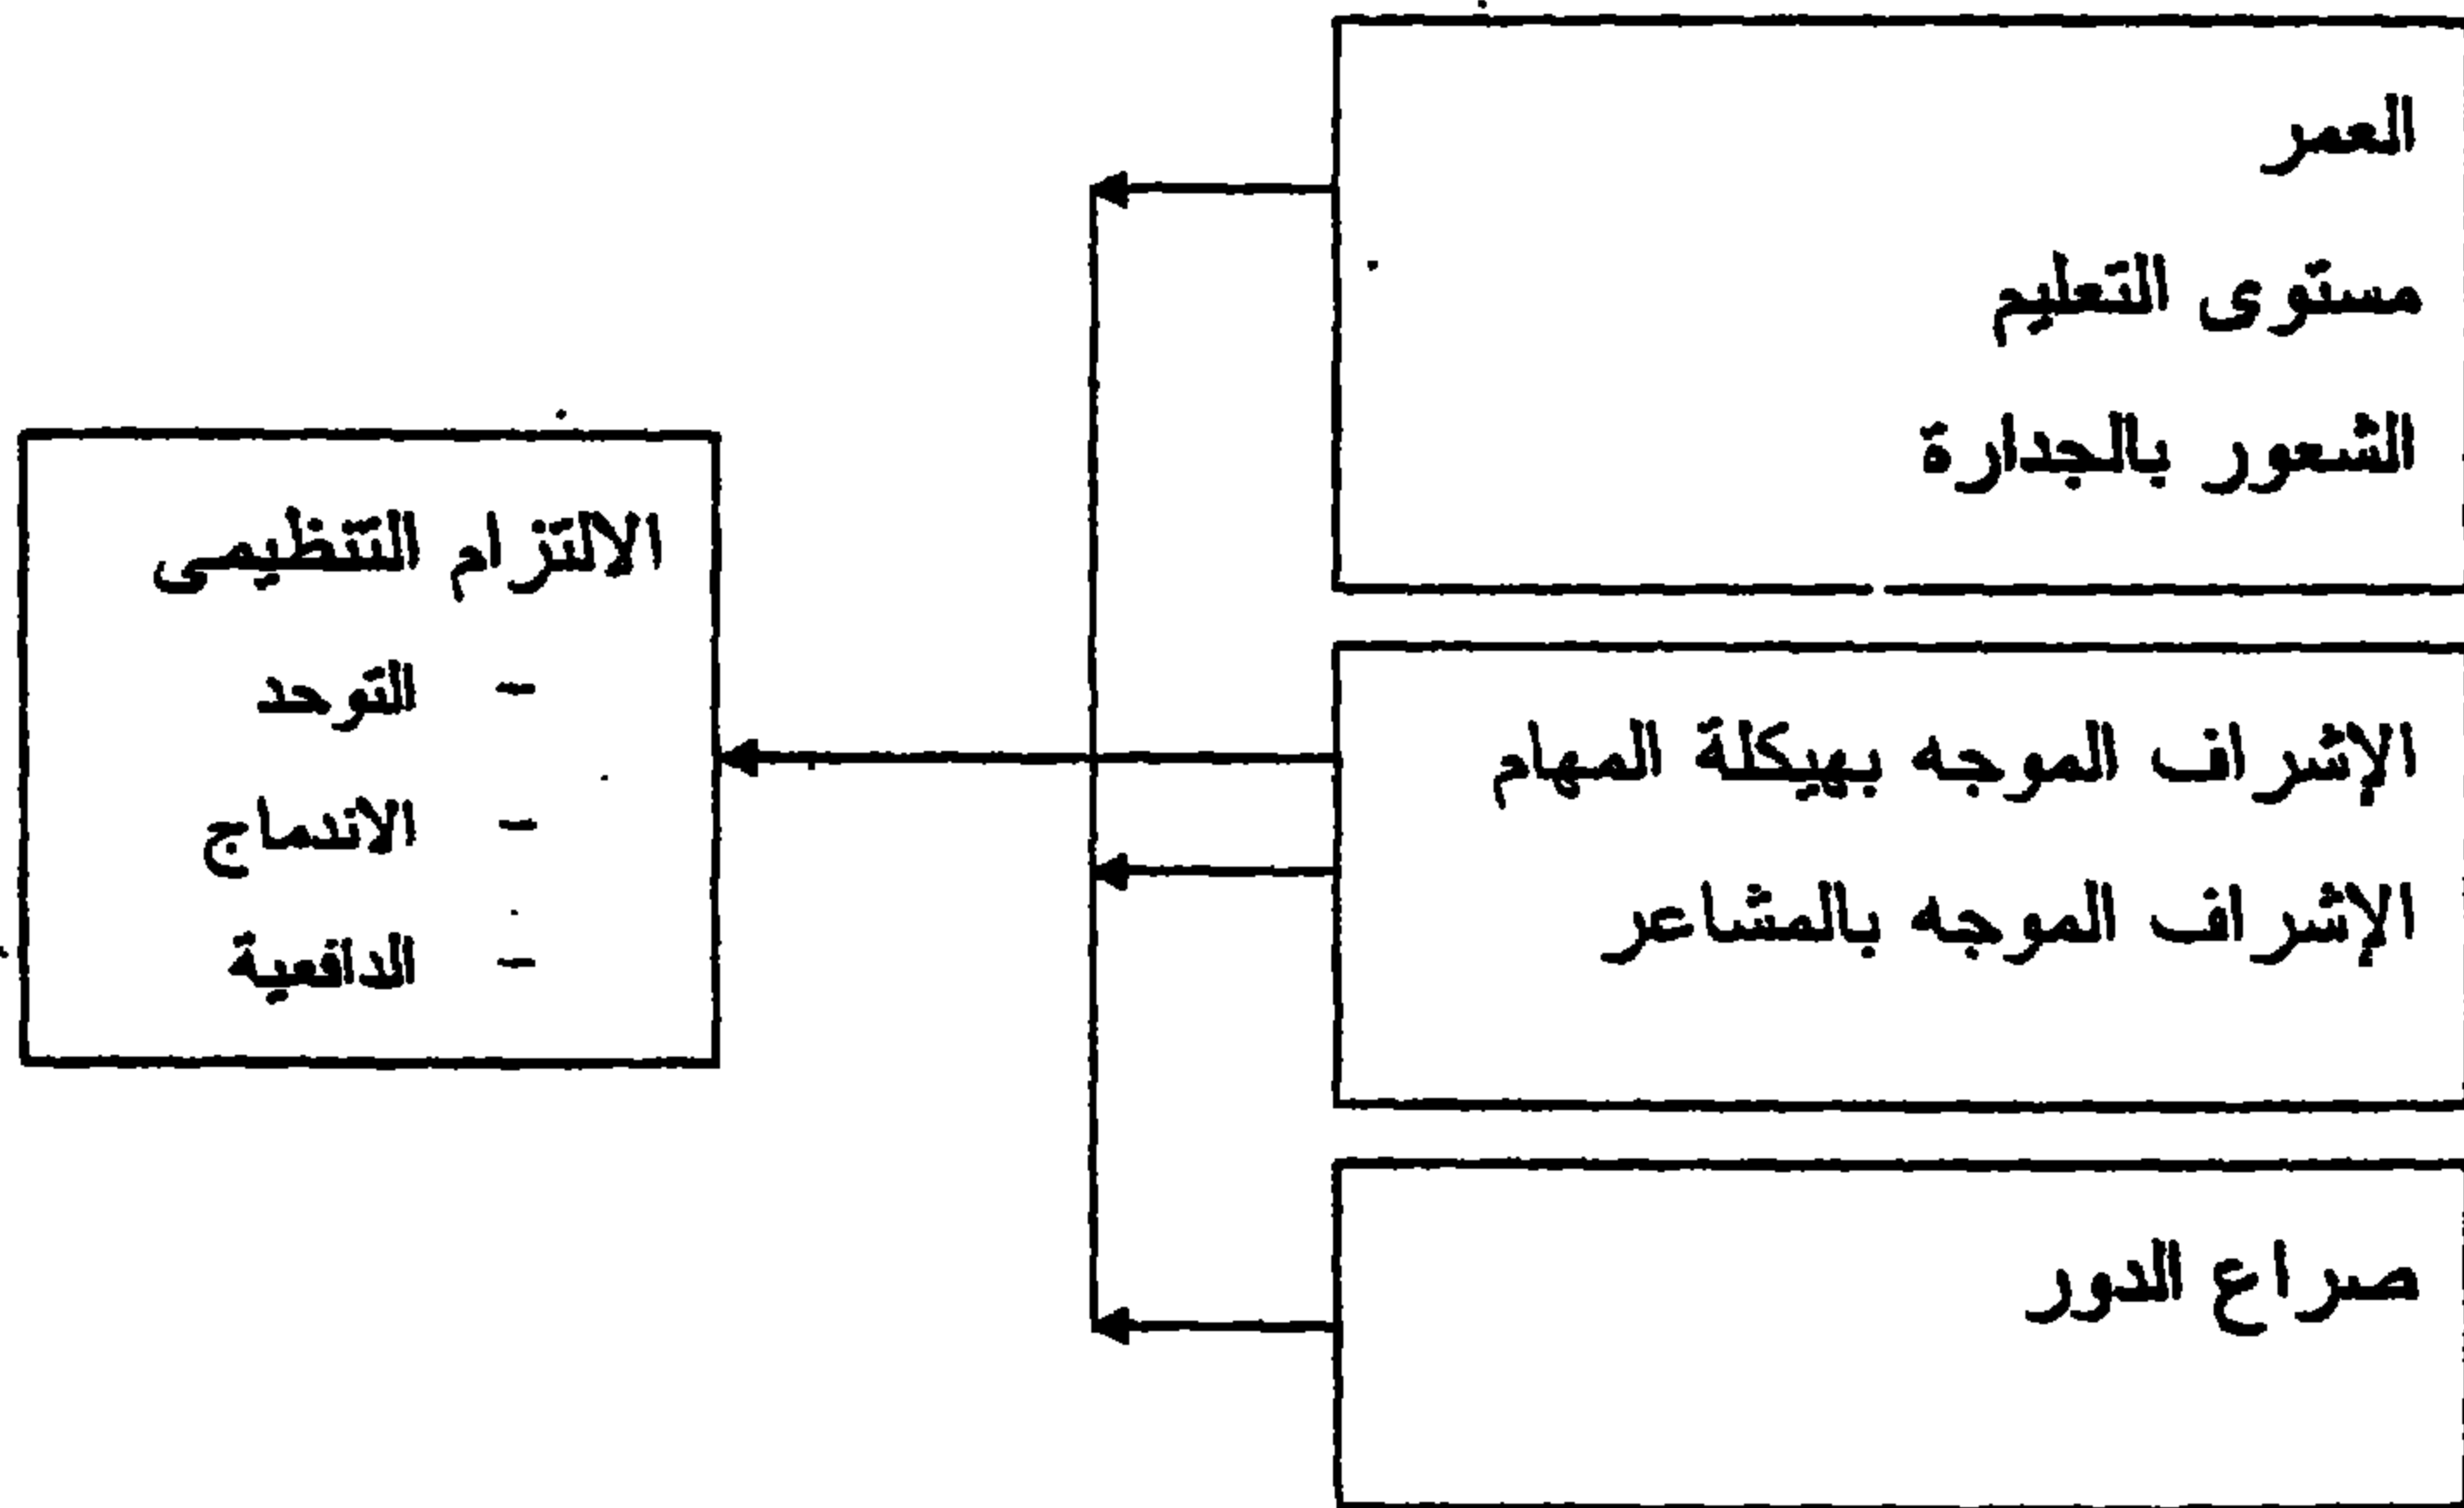 العمر
مستوى التعليم
الشعور بالجدارة
الإشراف الموجه بهيكلة المهام
الإشراف الموجه بالمشاعر
صراع الدور
الالتزام التنظيمى
- التوحد
- الاندماج
- الدافعية